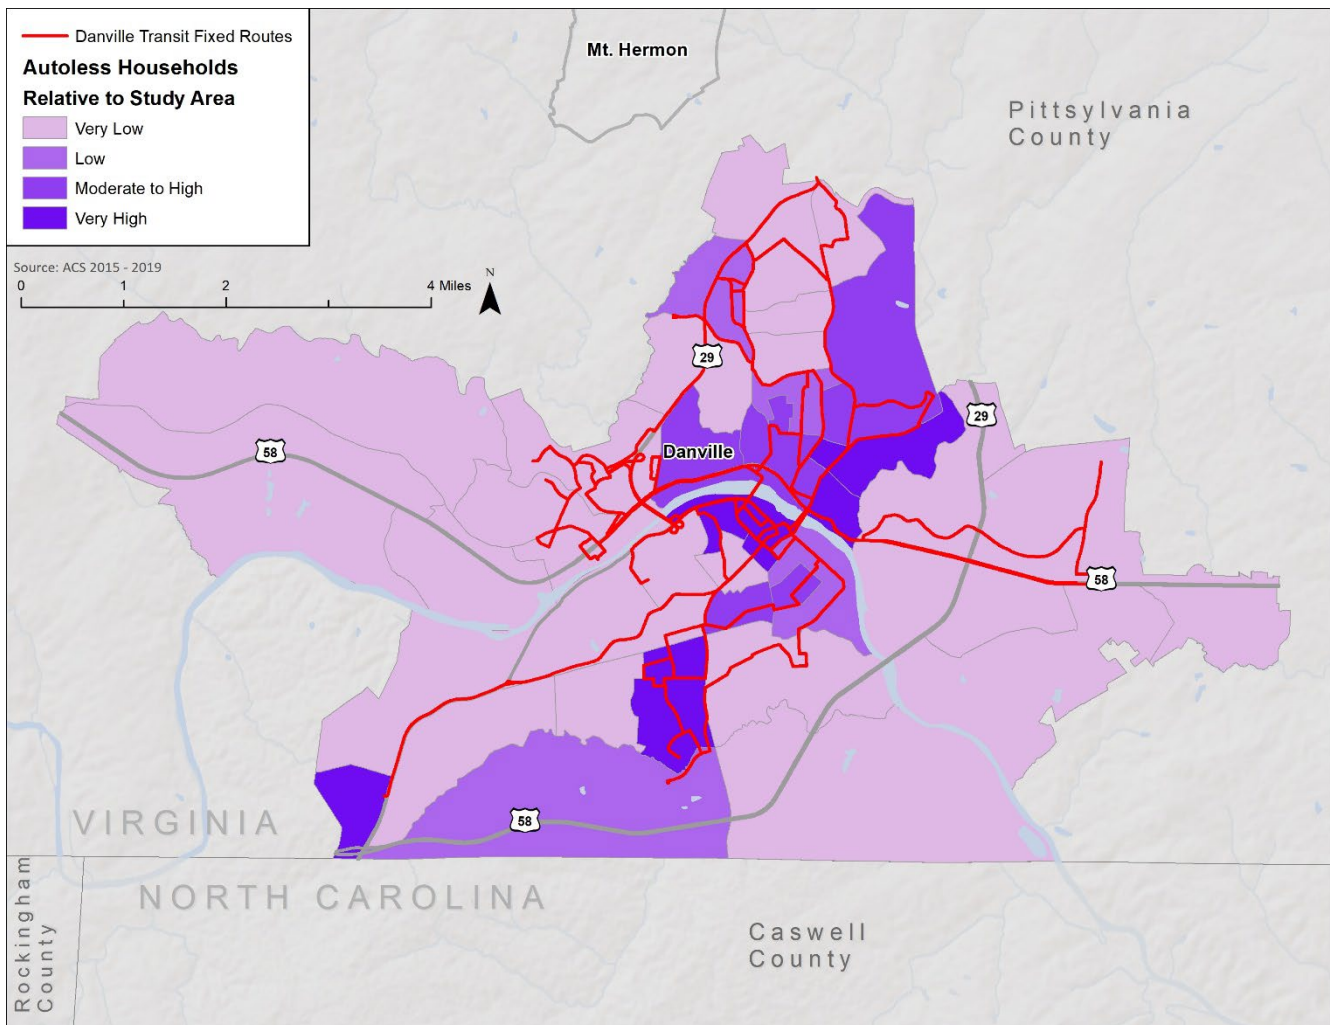 Danville Transit Fixed Routes
Autoless Households
Relative to Study Area
Very Low
Low
Moderate to High
Very High
Source: ACS 2015 - 2019
0 1 2 4 Miles
N
Mt. Hermon
Pittsylvania
County
29
29
58
Danville
58
58
VIRGINIA
NORTH CAROLINA
Rockingham
County
Caswell
County